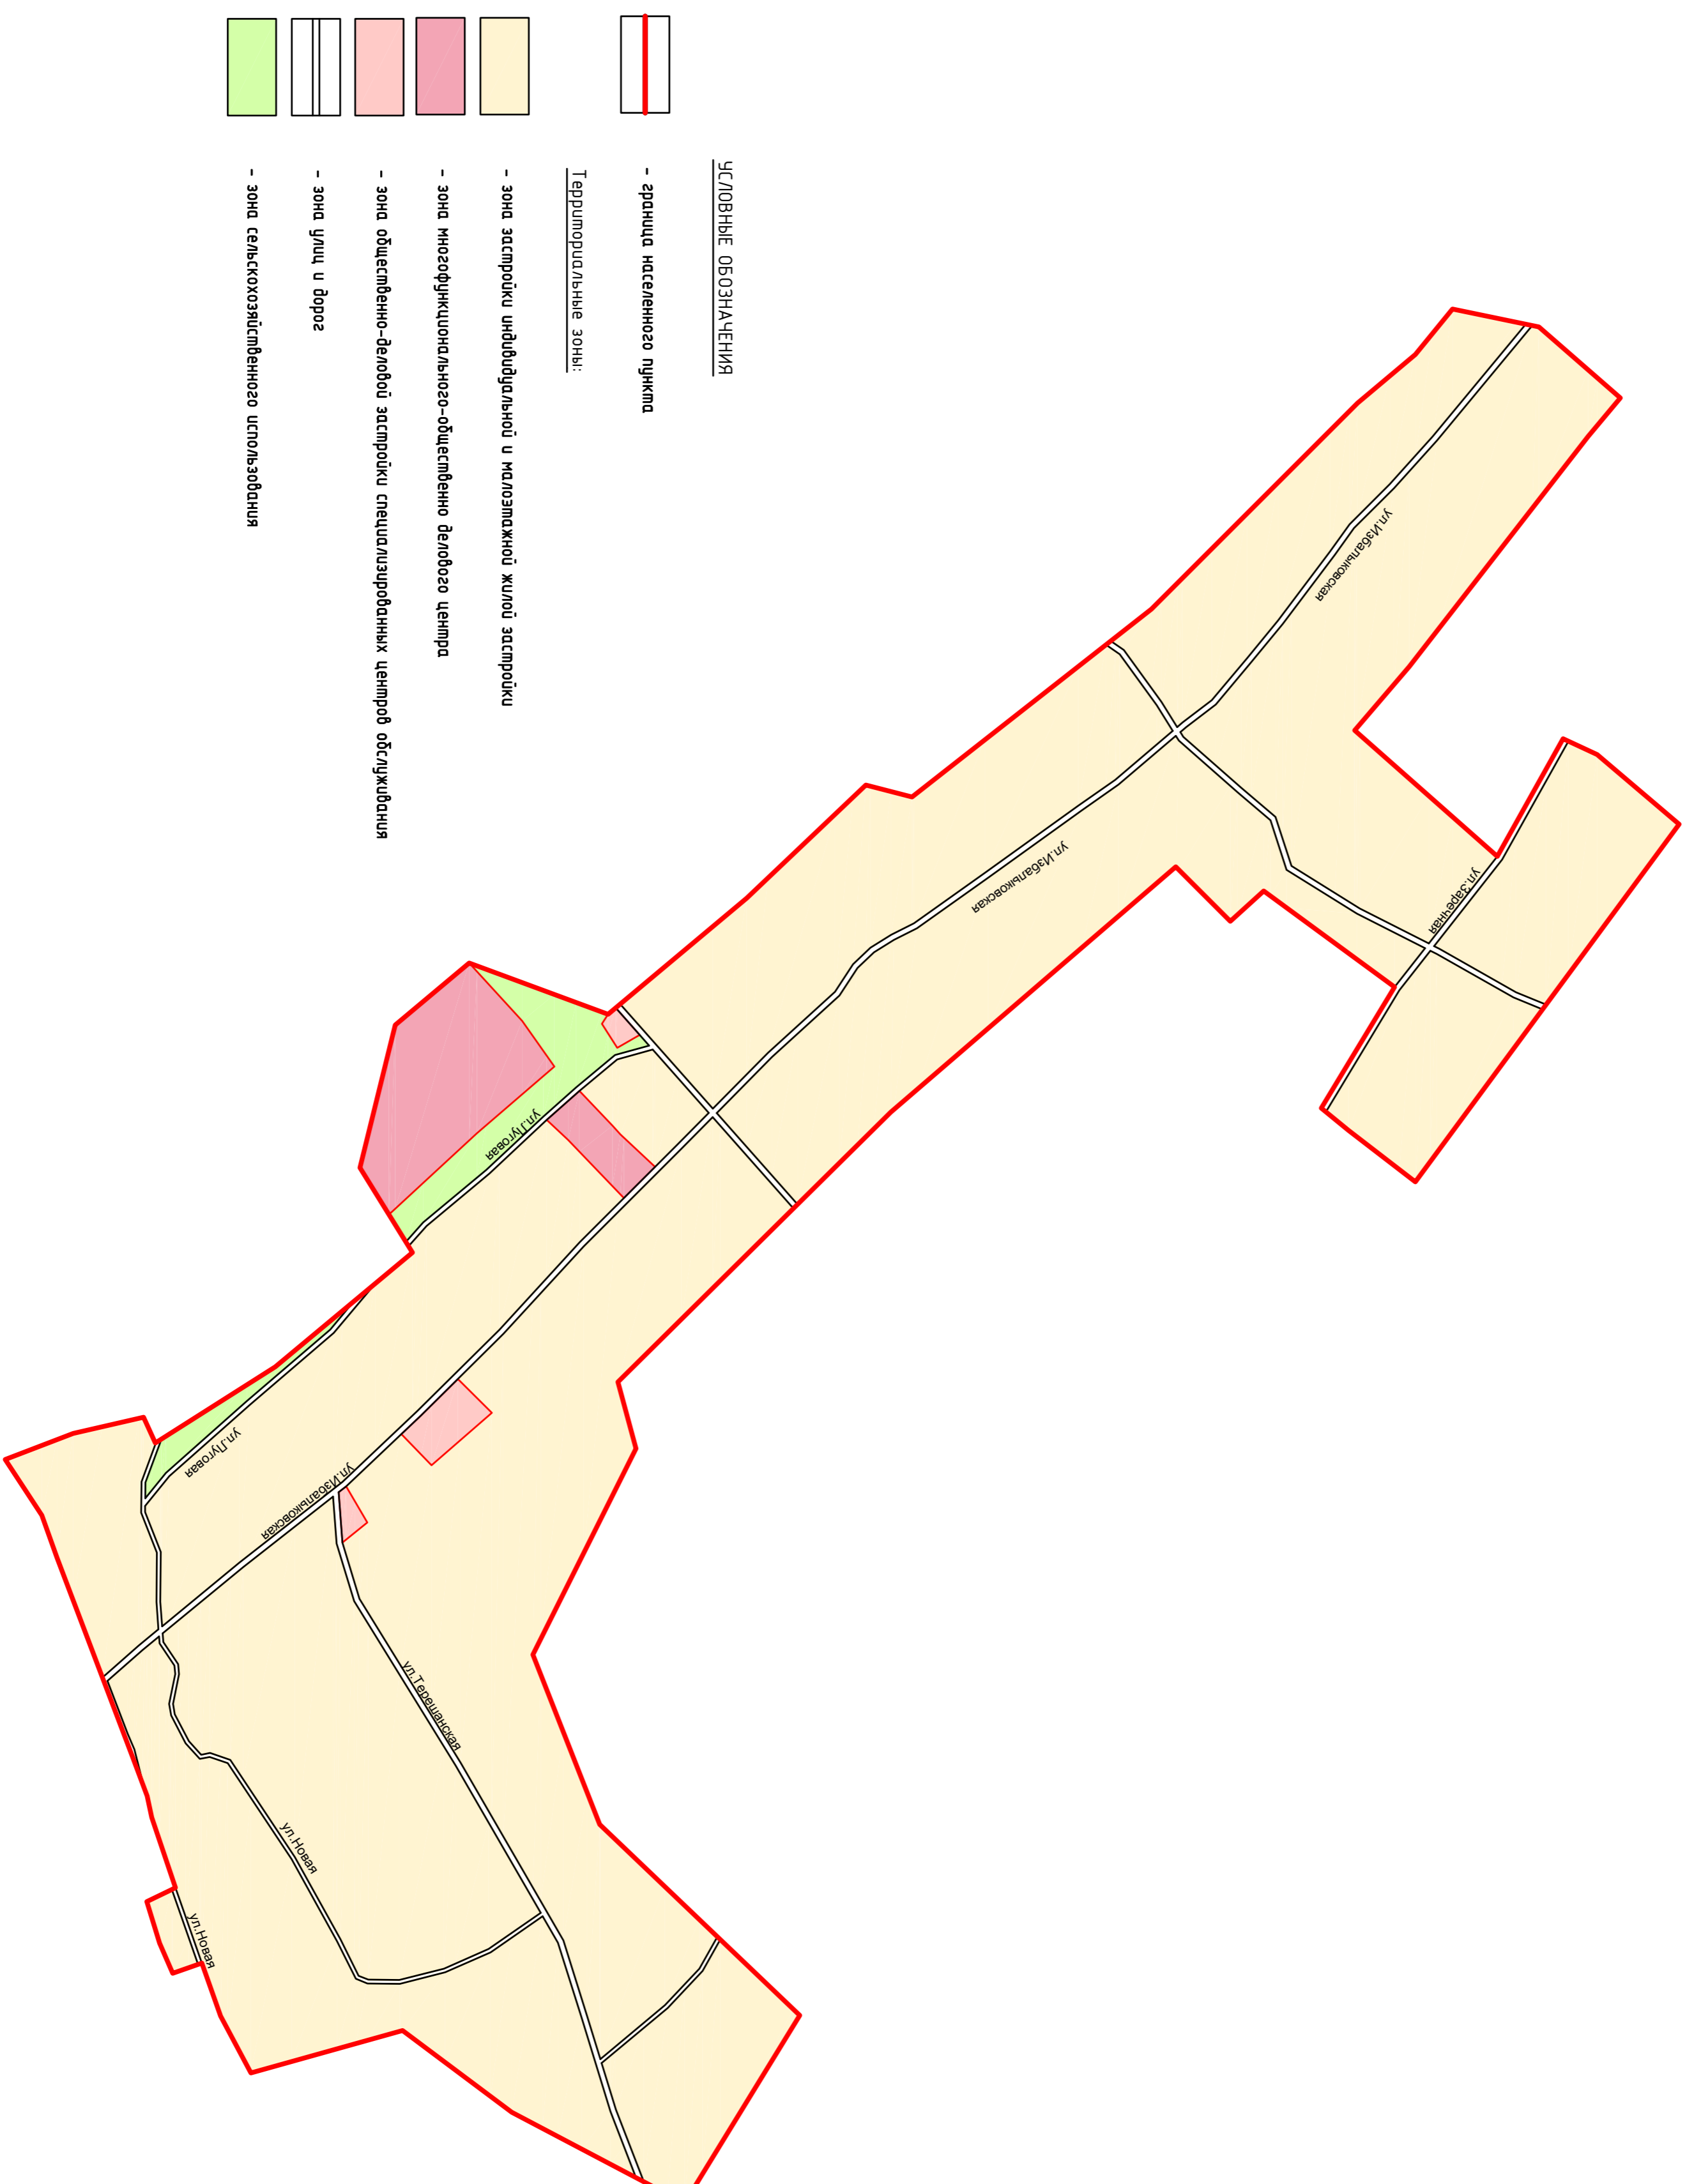 УСЛОВНЫЕ ОБОЗНАЧЕНИЯ
- граница населенного пункта
Территориальные зоны:
- зона застройки индивидуальной и малоэтажной жилой застройки
- зона многофункционального-общественно делового центра
- зона общественно-деловой застройки специализированных центров обслуживания
- зона улиц и дорог
- зона сельскохозяйственного использования
ул.Избалыковская
ул.Заречная
ул.Избалыковская
ул.Луговая
ул.Луговая
ул.Избалыковская
ул.Терешанская
ул.Новая
ул.Новая